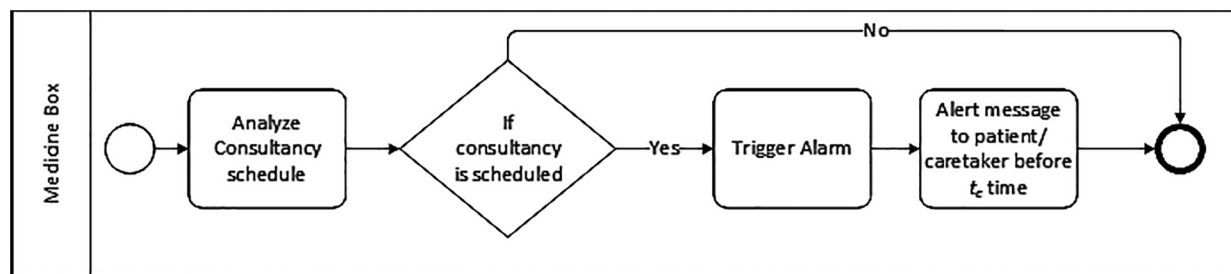 Medidine Box
Analyze
Consultancy
schedule
If
consultancy
is scheduled
No
Yes
Trigger Alarm
Alert message
to patient/
caretaker before
tc time